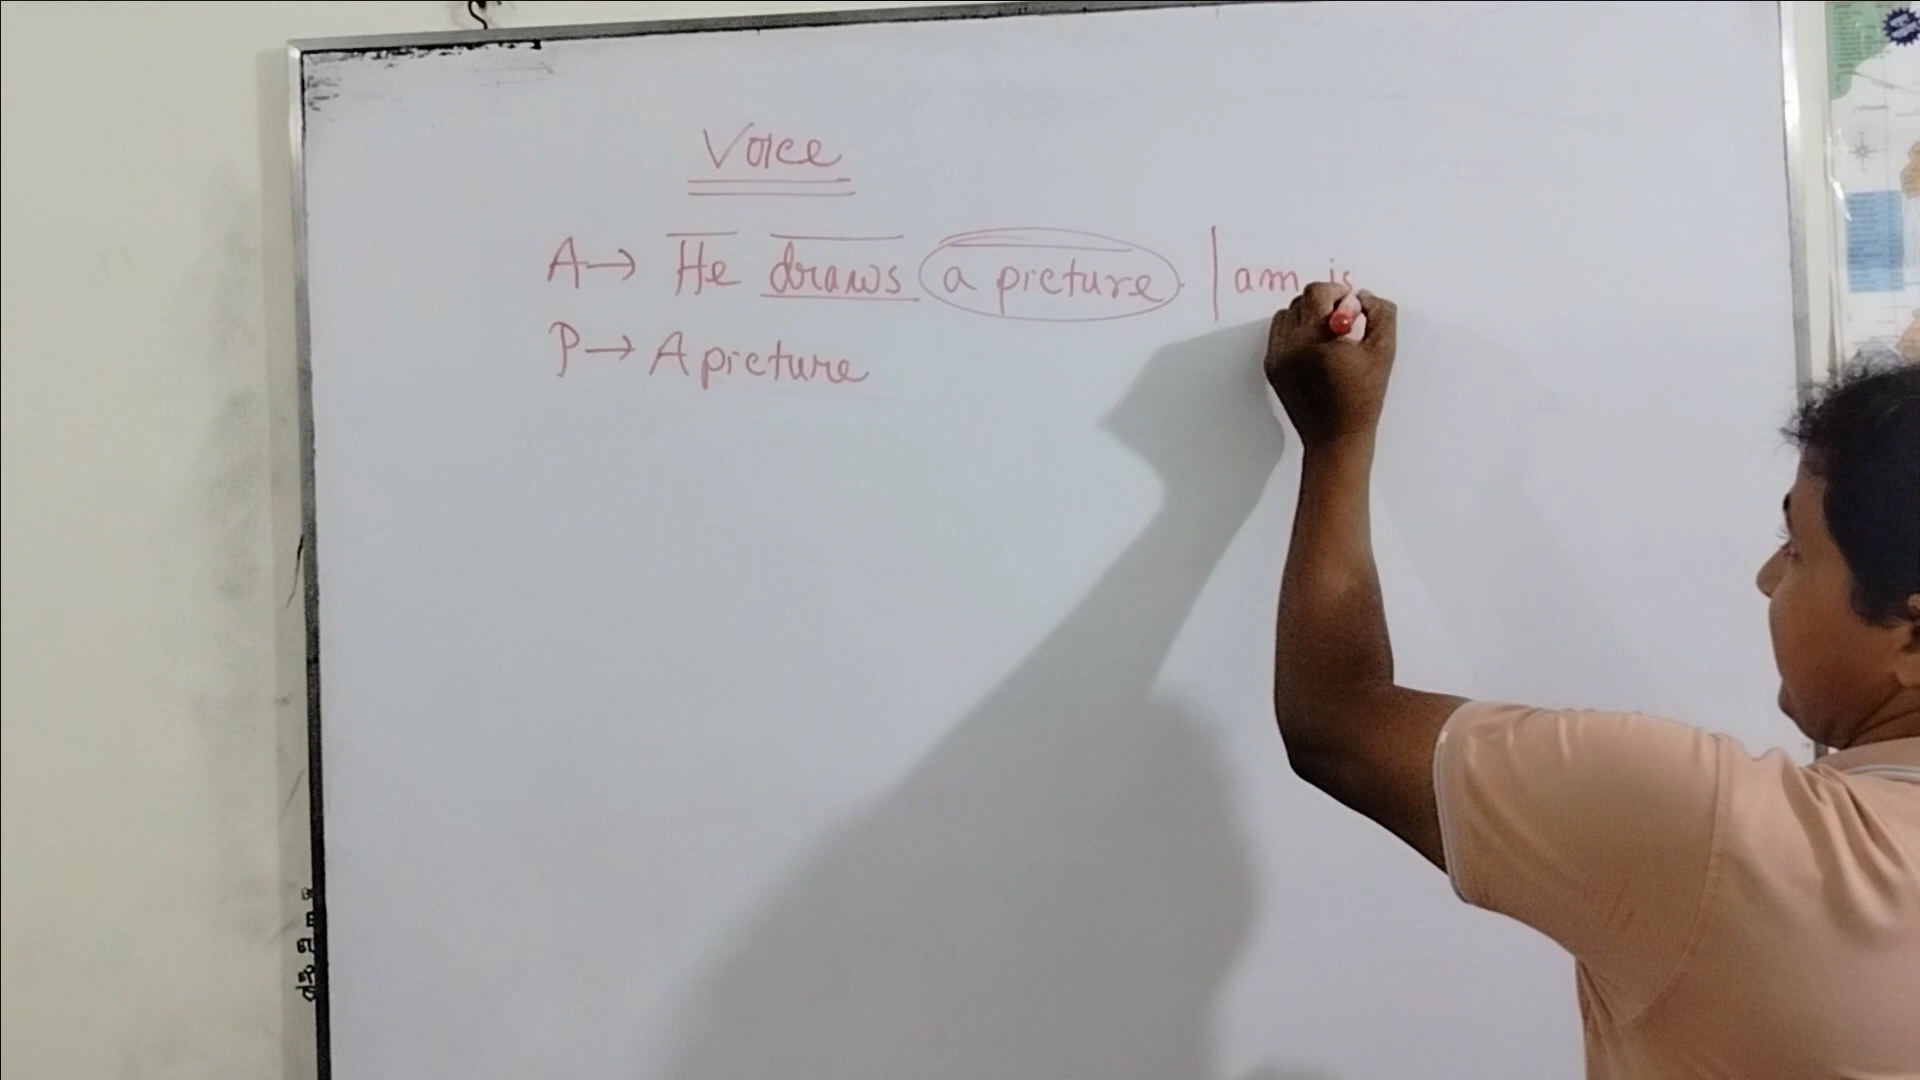 Voice
A→ He draws a picture. | am is
P→ A picture